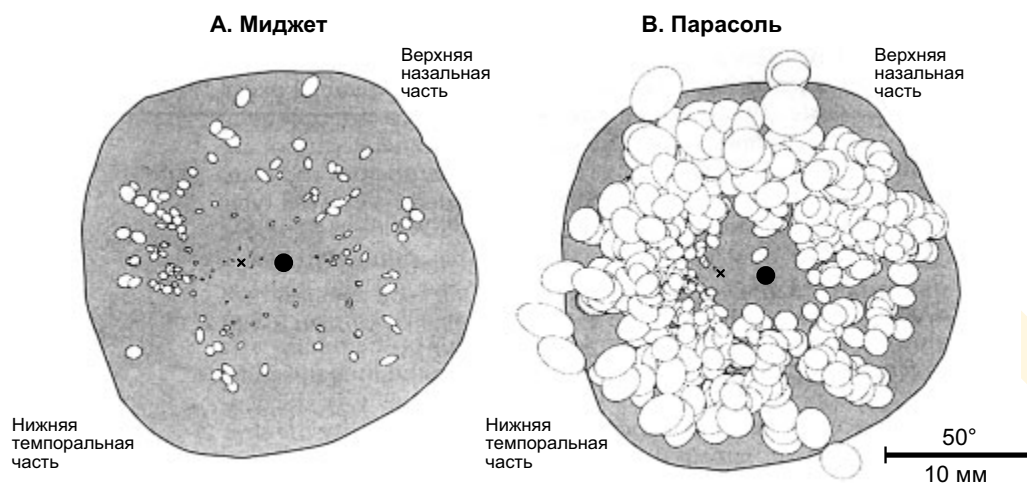 А. Миджет
Верхняя
назальная
часть
Нижняя
темпоральная
часть
В. Парасоль
Верхняя
назальная
часть
Нижняя
темпоральная
часть
50°
10 мм